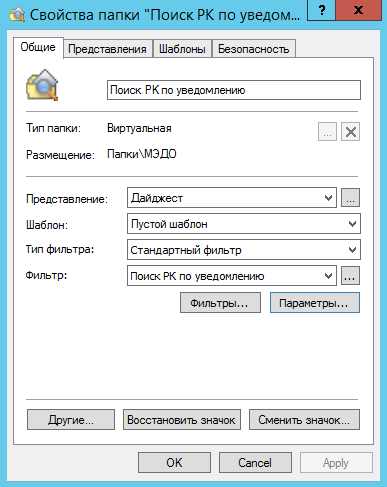 Свойства папки "Поиск РК по уведом...
? x
Общие Представления Шаблоны Безопасность
Поиск РК по уведомлению
Тип папки: Виртуальная ...
Размещение: Папки\МЭДО
Представление: Дайджест ...
Шаблон: Пустой шаблон
Тип фильтра: Стандартный фильтр
Фильтр: Поиск РК по уведомлению ...
Фильтры... Параметры...
Другие... Восстановить значок Сменить значок...
OK Cancel Apply